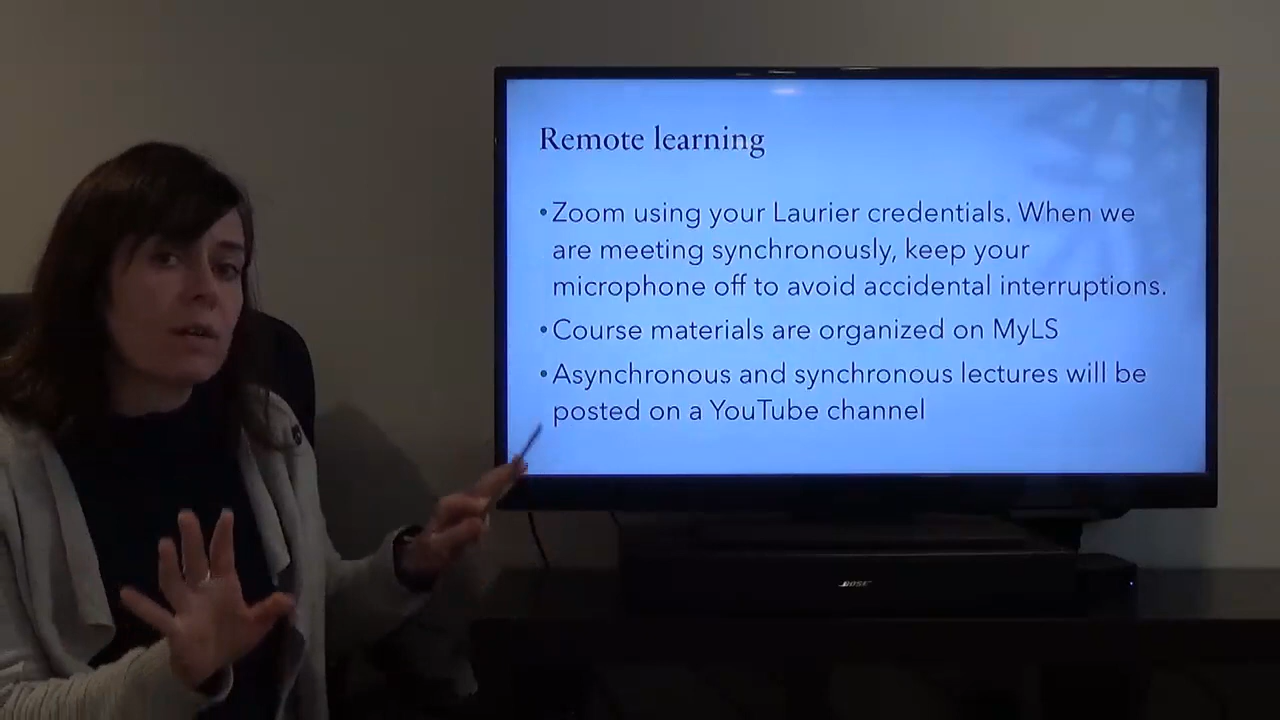 Remote learning
•Zoom using your Laurier credentials. When we
are meeting synchronously, keep your
microphone off to avoid accidental interruptions.
•Course materials are organized on MyLS
•Asynchronous and synchronous lectures will be
posted on a YouTube channel
BOSE